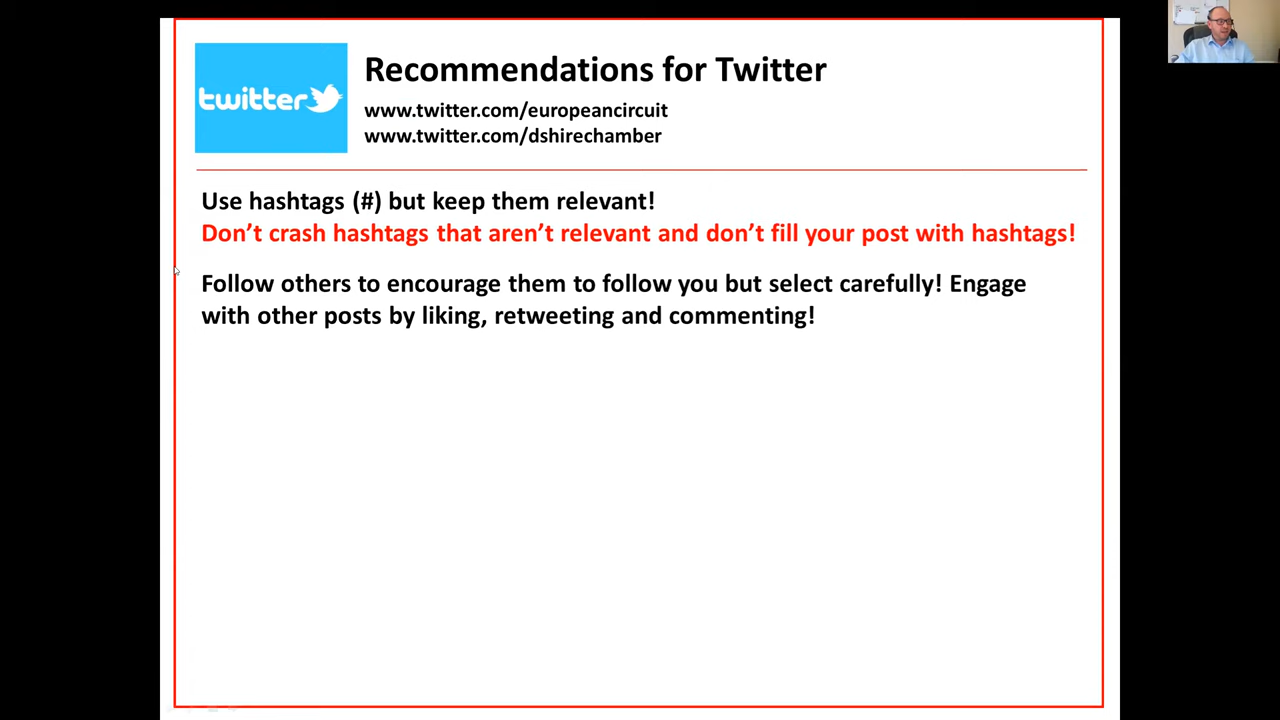 twitter
Recommendations for Twitter
www.twitter.com/europeancircuit
www.twitter.com/dshirechamber
Use hashtags (#) but keep them relevant!
Don’t crash hashtags that aren’t relevant and don’t fill your post with hashtags!
Follow others to encourage them to follow you but select carefully! Engage
with other posts by liking, retweeting and commenting!